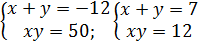 {x + y = −12 {x + y = 7
{xy = 50; {xy = 12